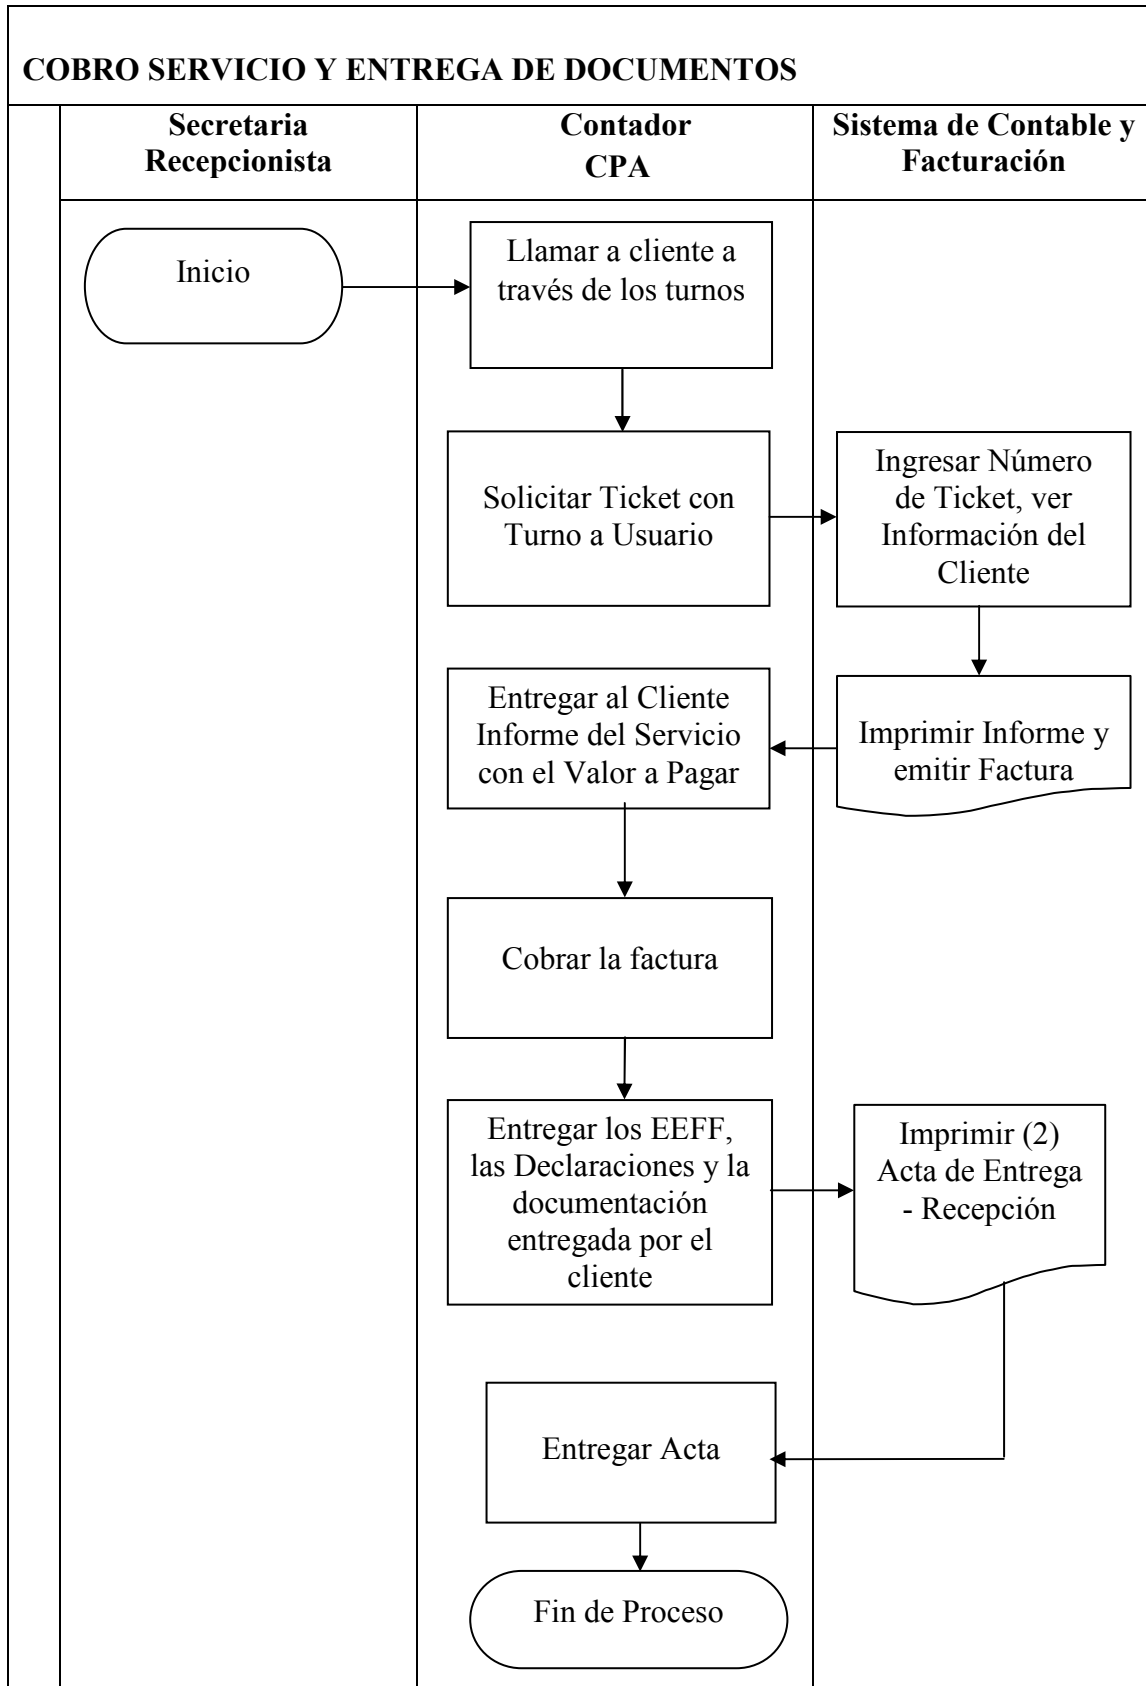 COBRO SERVICIO Y ENTREGA DE DOCUMENTOS
Secretaria
Recepcionista
Contador
CPA
Sistema de Contable y
Facturación
Inicio
Llamar a cliente a
través de los turnos
Solicitar Ticket con
Turno a Usuario
Ingresar Número
de Ticket, ver
Información del
Cliente
Entregar al Cliente
Informe del Servicio
con el Valor a Pagar
Imprimir Informe y
emitir Factura
Cobrar la factura
Entregar los EEFF,
las Declaraciones y la
documentación
entregada por el
cliente
Imprimir (2)
Acta de Entrega
- Recepción
Entregar Acta
Fin de Proceso